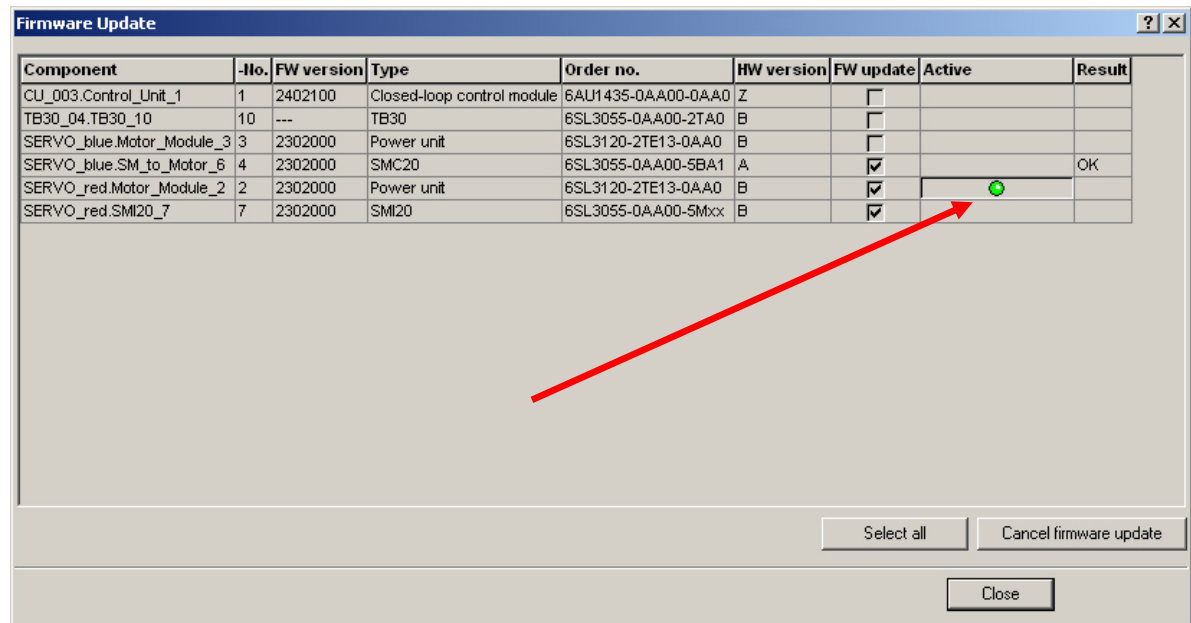 Firmware Update
Component -No. FW version Type Order no. HW version FW update Active Result
CU_003.Control_Unit_1 1 2402100 Closed-loop control module 6AU1435-0AA00-0AA0 Z
TB30_04.TB30_10 10 --- TB30 6SL3055-0AA00-2TA0 B
SERVO_blue.Motor_Module_3 3 2302000 Power unit 6SL3120-2TE13-0AA0 B
SERVO_blue.SM_to_Motor_6 4 2302000 SMC20 6SL3055-0AA00-5BA1 A OK
SERVO_red.Motor_Module_2 2 2302000 Power unit 6SL3120-2TE13-0AA0 B
SERVO_red.SMI20_7 7 2302000 SMI20 6SL3055-0AA00-5Mxx B
Select all Cancel firmware update
Close